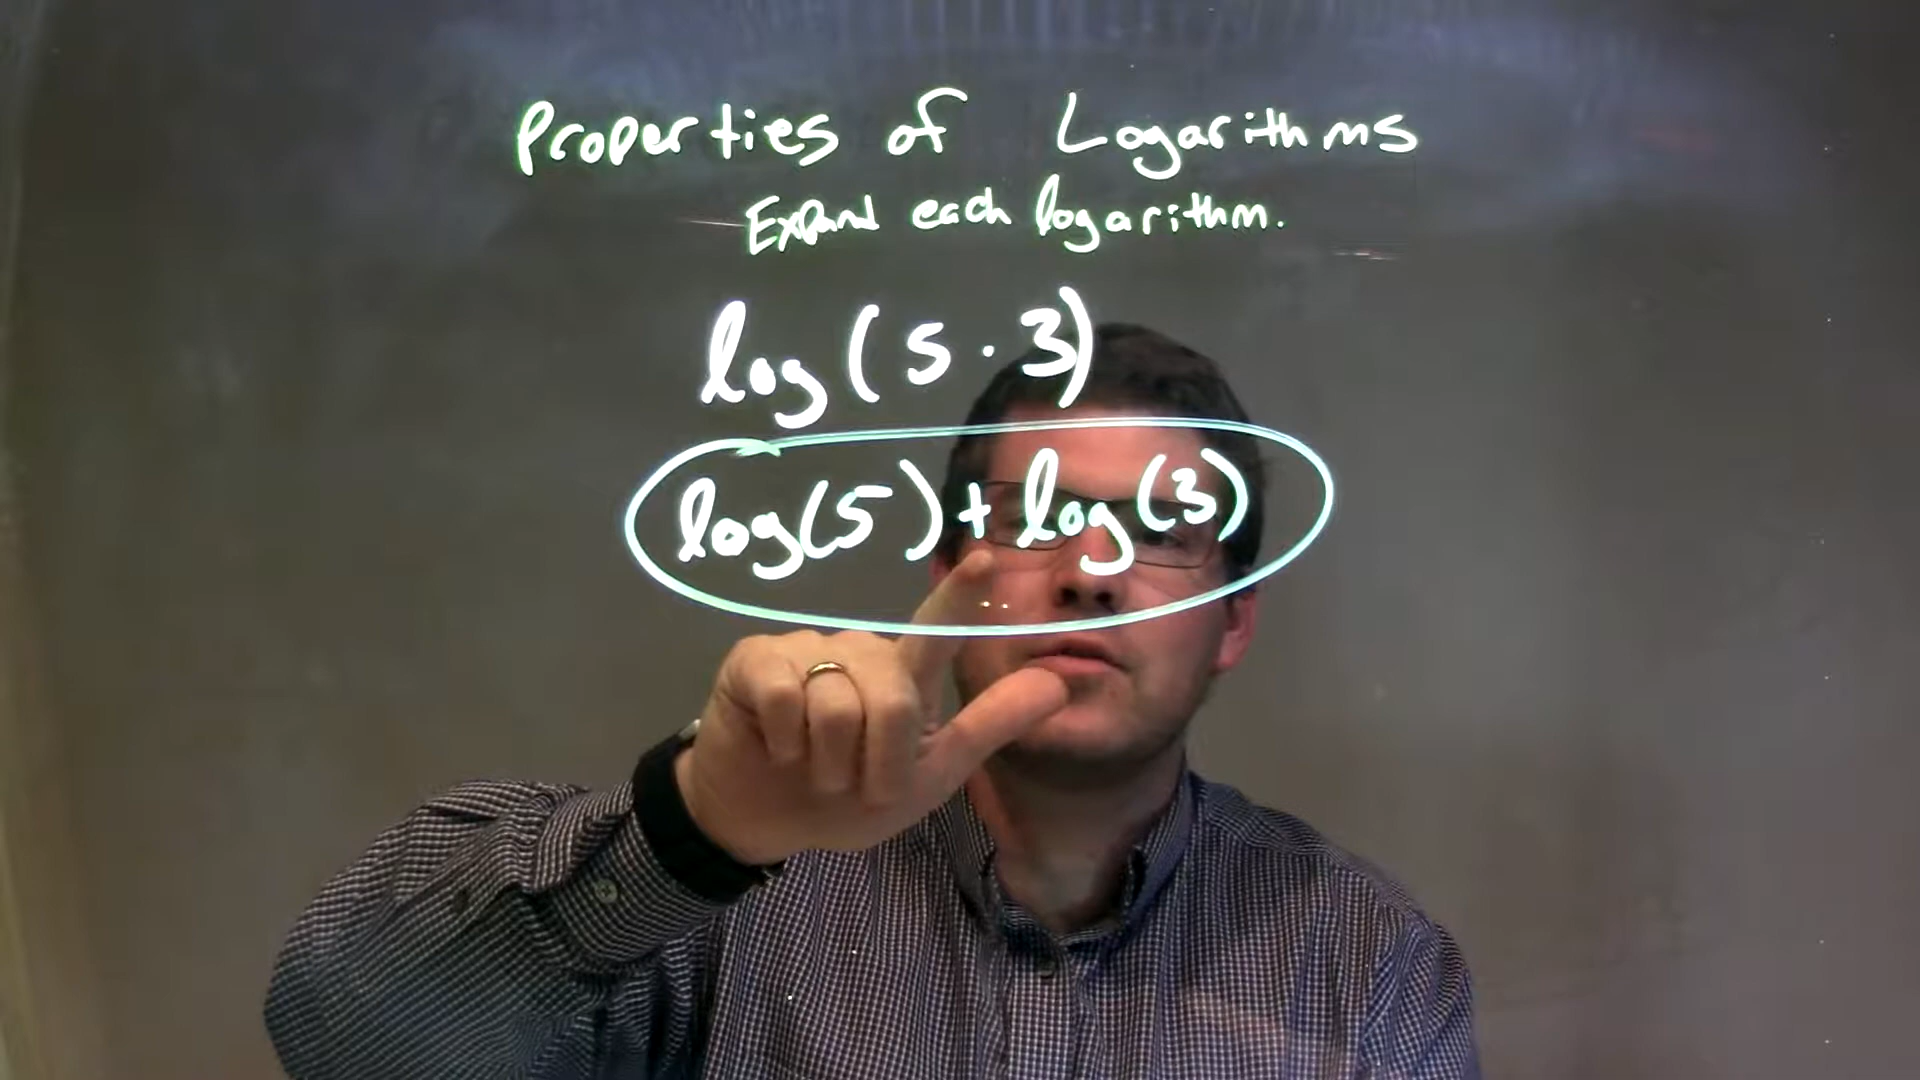 Properties of Logarithms
Expand each logarithm.
log(5·3)
log(5)+log(3)